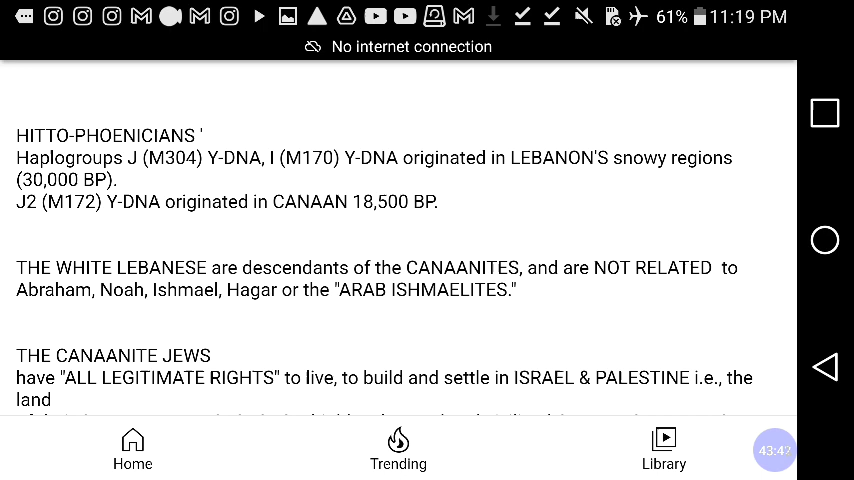 61% 11:19 PM
No internet connection
HITTO-PHOENICIANS '
Haplogroups J (M304) Y-DNA, I (M170) Y-DNA originated in LEBANON'S snowy regions
(30,000 BP).
J2 (M172) Y-DNA originated in CANAAN 18,500 BP.
THE WHITE LEBANESE are descendants of the CANAANITES, and are NOT RELATED to
Abraham, Noah, Ishmael, Hagar or the "ARAB ISHMAELITES."
THE CANAANITE JEWS
have "ALL LEGITIMATE RIGHTS" to live, to build and settle in ISRAEL & PALESTINE i.e., the
land
Home Trending Library
43:42